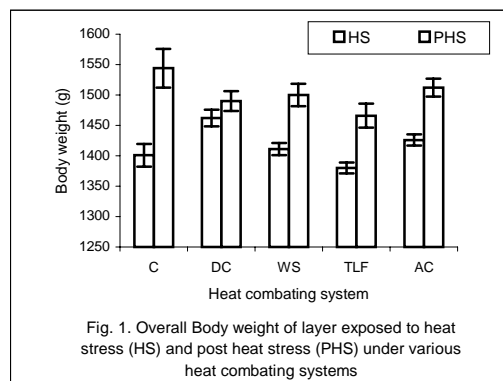 HS PHS
1600
1550
1500
1450
1400
1350
1300
1250
Body weight (g)
C DC WS TLF AC
Heat combating system
Fig. 1. Overall Body weight of layer exposed to heat
stress (HS) and post heat stress (PHS) under various
heat combating systems